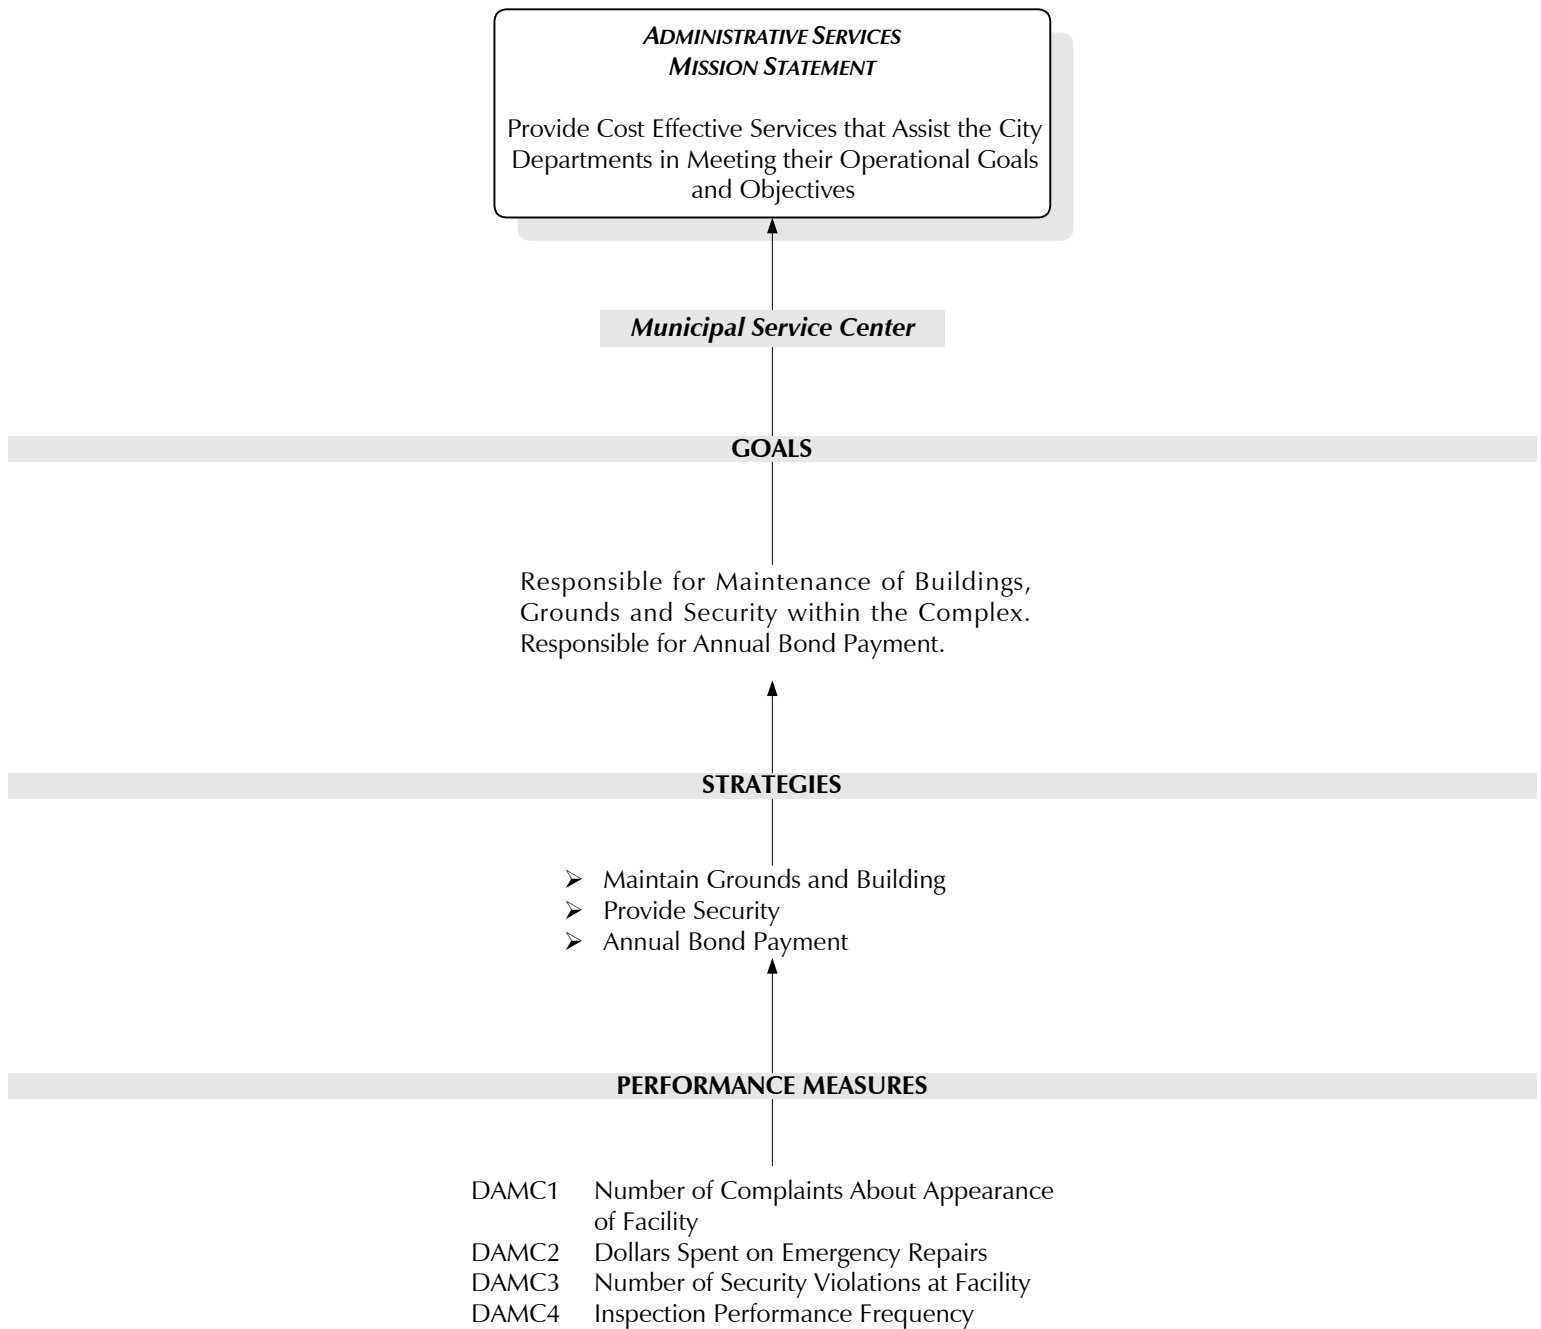 ADMINISTRATIVE SERVICES
MISSION STATEMENT
Provide Cost Effective Services that Assist the City
Departments in Meeting their Operational Goals
and Objectives
Municipal Service Center
GOALS
Responsible for Maintenance of Buildings,
Grounds and Security within the Complex.
Responsible for Annual Bond Payment.
STRATEGIES
➢ Maintain Grounds and Building
➢ Provide Security
➢ Annual Bond Payment
PERFORMANCE MEASURES
DAMC1 Number of Complaints About Appearance
of Facility
DAMC2 Dollars Spent on Emergency Repairs
DAMC3 Number of Security Violations at Facility
DAMC4 Inspection Performance Frequency